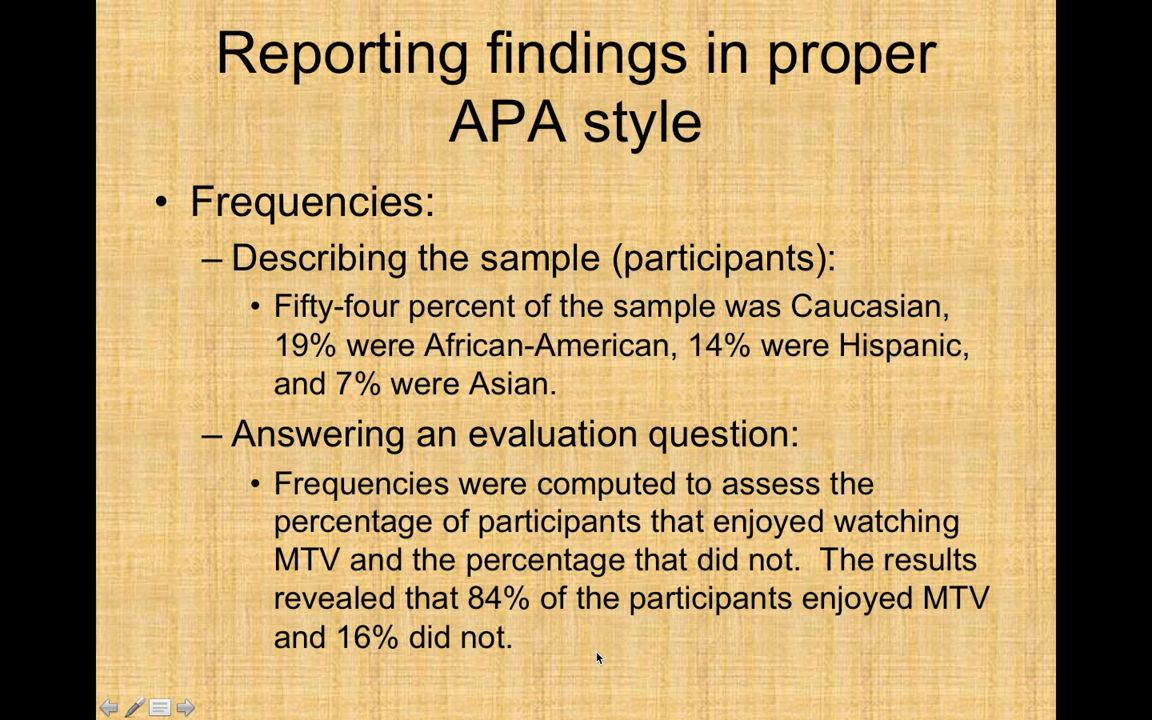 Reporting findings in proper
APA style
• Frequencies:
– Describing the sample (participants):
• Fifty-four percent of the sample was Caucasian,
19% were African-American, 14% were Hispanic,
and 7% were Asian.
– Answering an evaluation question:
• Frequencies were computed to assess the
percentage of participants that enjoyed watching
MTV and the percentage that did not.  The results
revealed that 84% of the participants enjoyed MTV
and 16% did not.